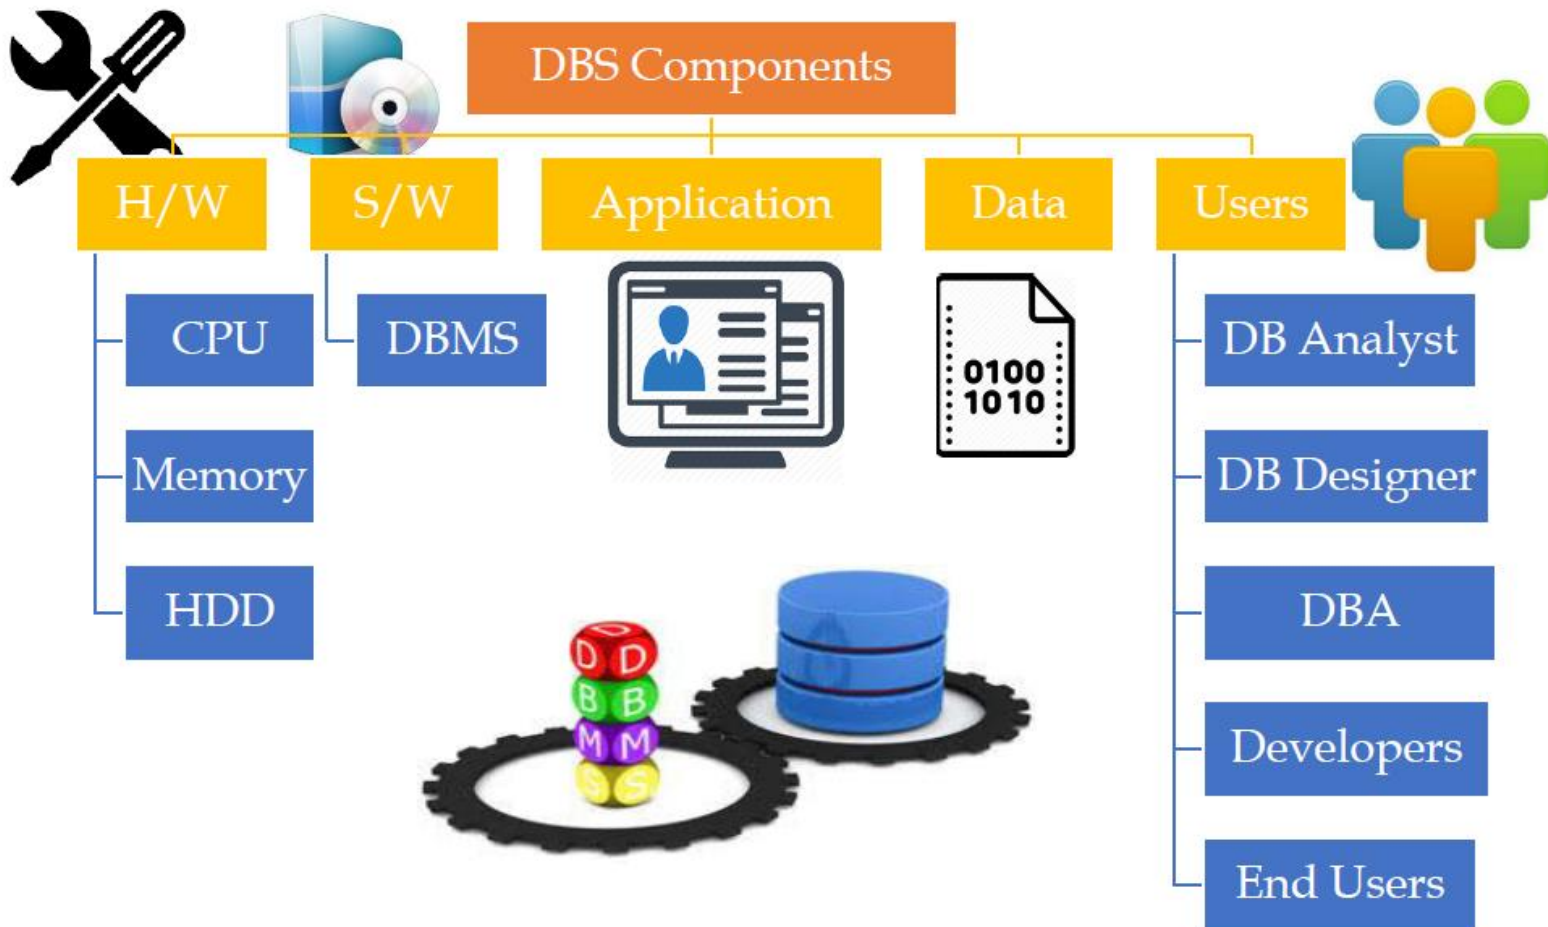 DBS Components
H/W
S/W
Application
Data
Users
CPU
DBMS
0100
1010
DB Analyst
Memory
DB Designer
HDD
DBA
D
D D
B B
M M
S S
Developers
End Users